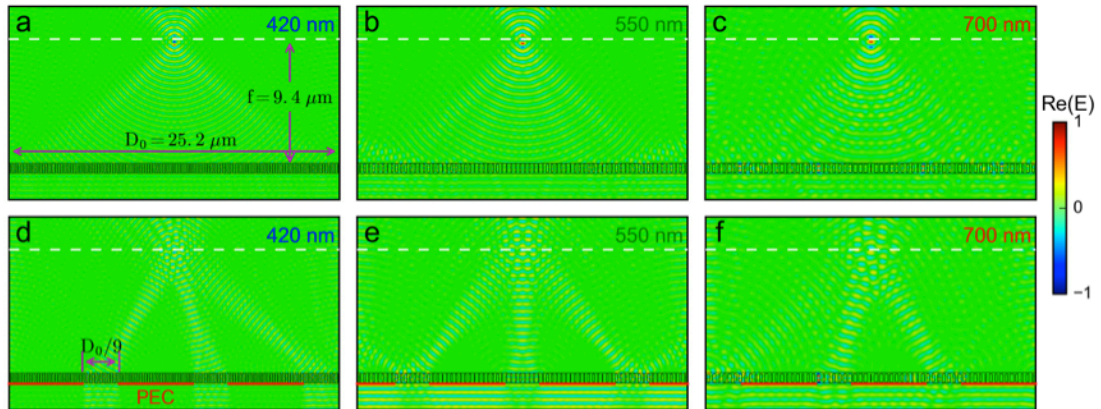 a
420 nm
f = 9.4 μm
D₀ = 25.2 μm
b
550 nm
c
700 nm
Re(E)
1
0
−1
d
420 nm
D₀/9
PEC
e
550 nm
f
700 nm